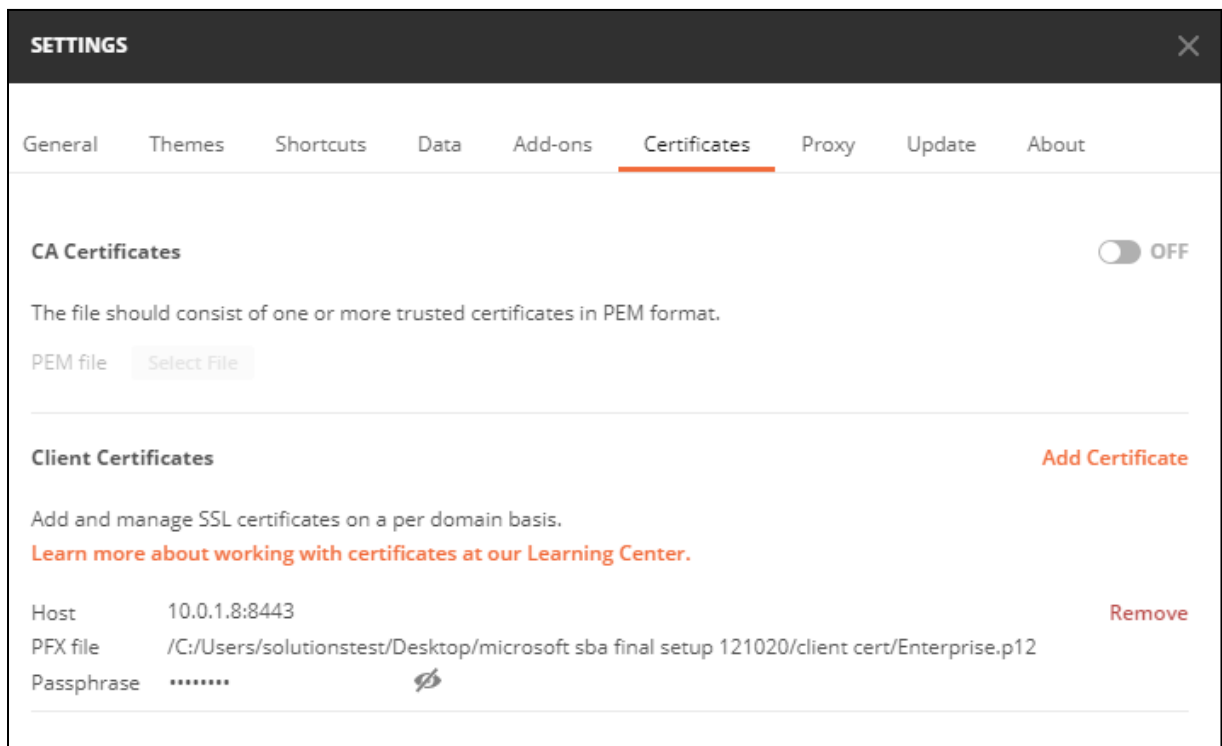 SETTINGS
General Themes Shortcuts Data Add-ons Certificates Proxy Update About
CA Certificates OFF
The file should consist of one or more trusted certificates in PEM format.
PEM file Select File
Client Certificates Add Certificate
Add and manage SSL certificates on a per domain basis.
Learn more about working with certificates at our Learning Center.
Host 10.0.1.8:8443 Remove
PFX file /C:/Users/solutionstest/Desktop/microsoft sba final setup 121020/client cert/Enterprise.p12
Passphrase ••••••••